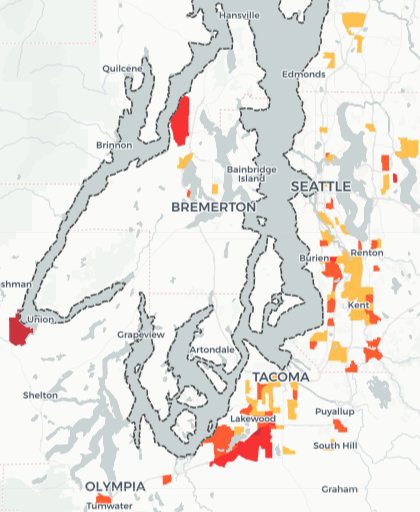 Hansville
Quilcene
Edmonds
Brinnon
Bainbridge
Island
SEATTLE
BREMERTON
Burien
Renton
shman
Union
Kent
Grapeview
Artondale
TACOMA
Shelton
Lakewood
Puyallup
South Hill
OLYMPIA
Graham
Tumwater